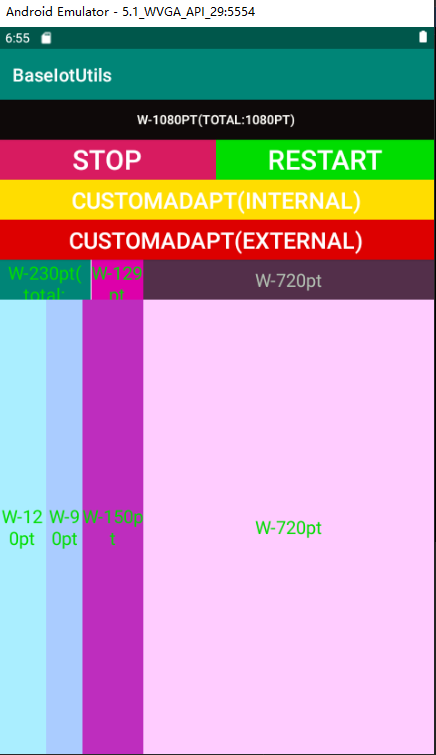 Android Emulator - 5.1_WVGA_API_29:5554
6:55
BaseIotUtils
W-1080PT(TOTAL:1080PT)
STOP RESTART
CUSTOMADAPT(INTERNAL)
CUSTOMADAPT(EXTERNAL)
W-230pt(
total:
W-129
pt
W-720pt
W-12
0pt
W-9
0pt
W-150p
t
W-720pt